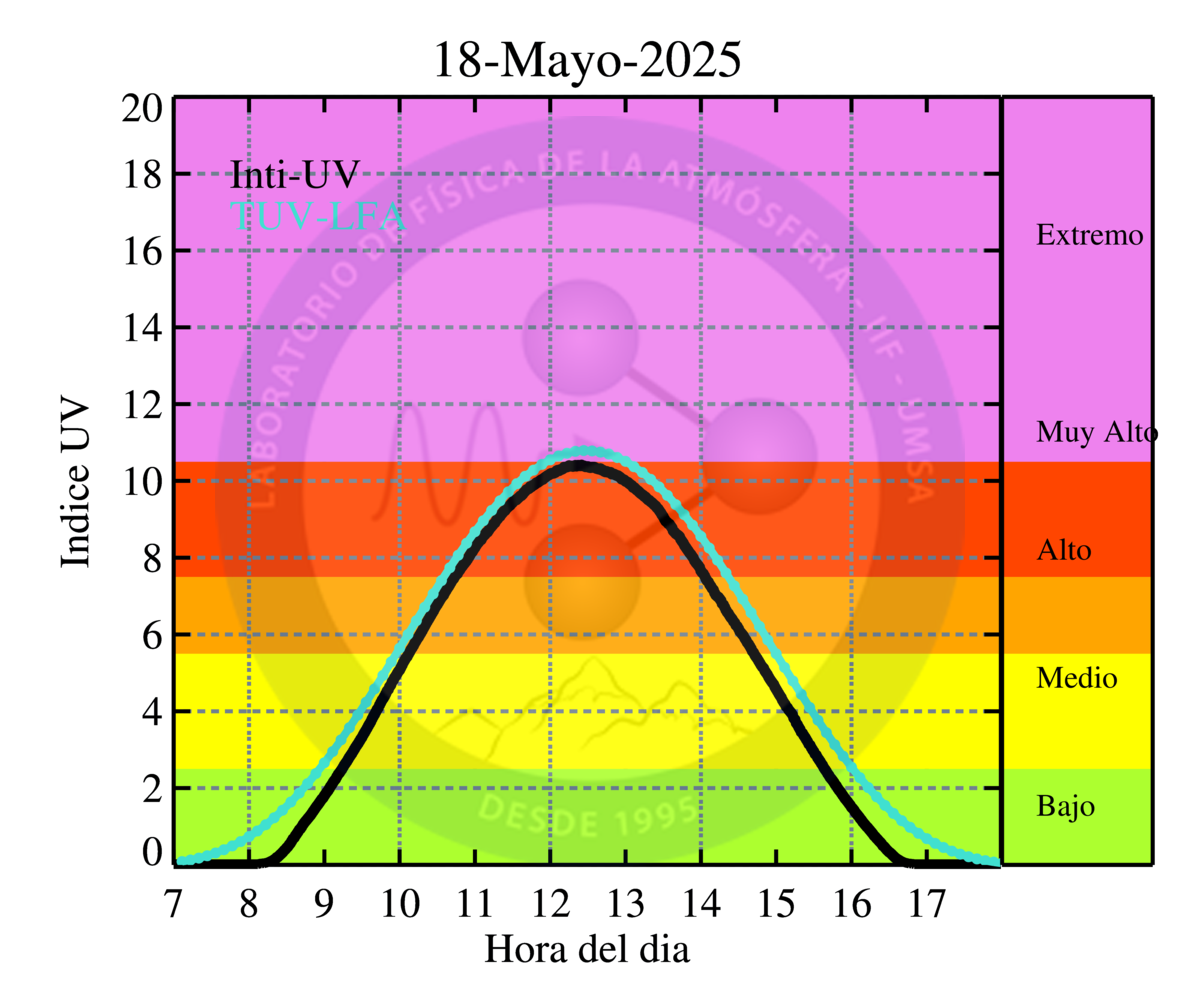 18-Mayo-2025
Indice UV
20
18
16
14
12
10
8
6
4
2
0
Inti-UV
TUV-LFA
LABORATORIO DE FÍSICA DE LA ATMÓSFERA - IIF - UMSA
DESDE 1995
Extremo
Muy Alto
Alto
Medio
Bajo
7 8 9 10 11 12 13 14 15 16 17
Hora del dia